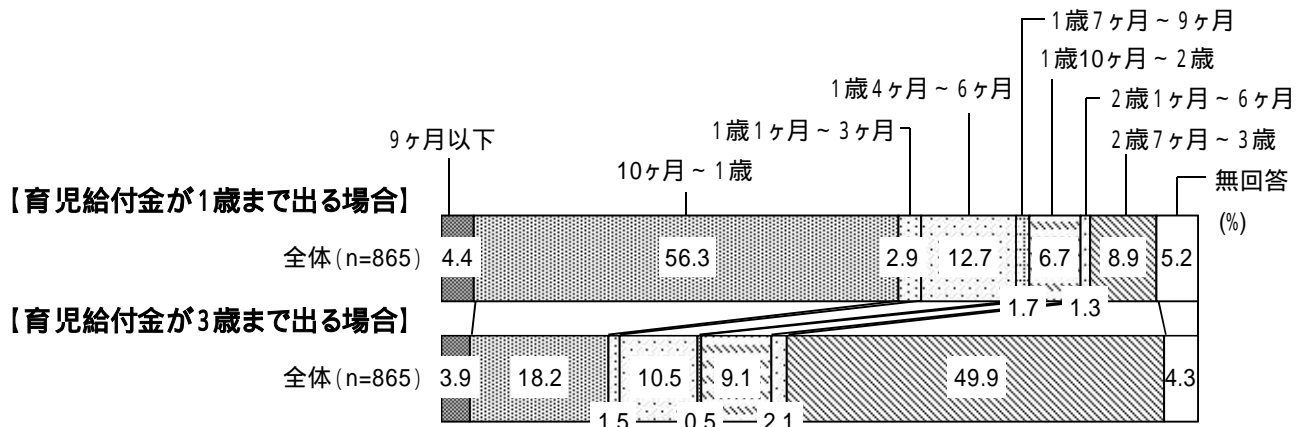 1歳7ヶ月～9ヶ月
1歳10ヶ月～2歳
1歳4ヶ月～6ヶ月
2歳1ヶ月～6ヶ月
1歳1ヶ月～3ヶ月
2歳7ヶ月～3歳
9ヶ月以下
10ヶ月～1歳
無回答
(%)
【育児給付金が1歳まで出る場合】
全体(n=865) 4.4 56.3 2.9 12.7 6.7 8.9 5.2
1.7 1.3
【育児給付金が3歳まで出る場合】
全体(n=865) 3.9 18.2 10.5 9.1 49.9 4.3
1.5 0.5 2.1